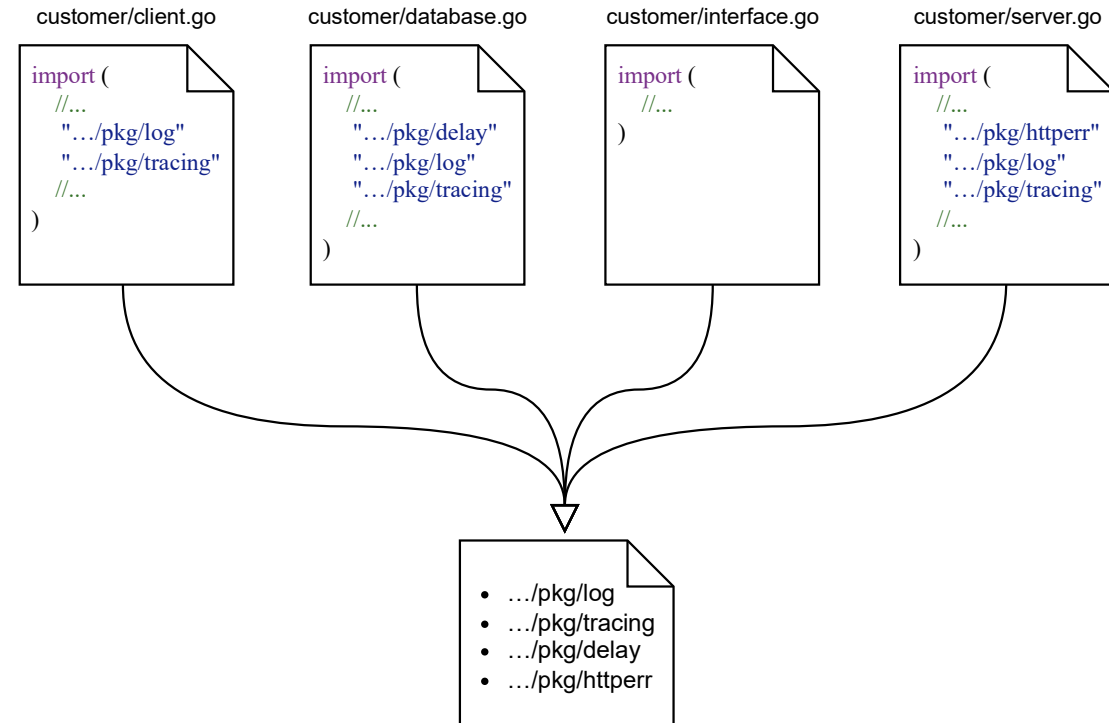 customer/client.go
import (
//...
"…/pkg/log"
"…/pkg/tracing"
//...
)
customer/database.go
import (
//...
"…/pkg/delay"
"…/pkg/log"
"…/pkg/tracing"
//...
)
customer/interface.go
import (
//...
)
customer/server.go
import (
//...
"…/pkg/httperr"
"…/pkg/log"
"…/pkg/tracing"
//...
)
• …/pkg/log
• …/pkg/tracing
• …/pkg/delay
• …/pkg/httperr